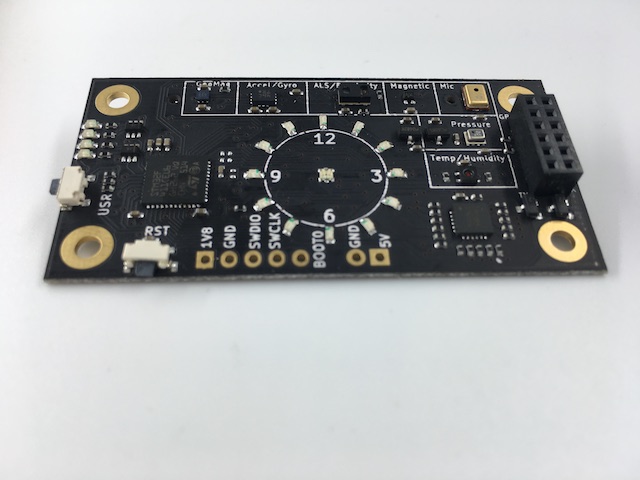 GeoMag
Accel/Gyro
Magnetic
Mic
Pressure
Temp/Humidity
12
9
3
6
USR
RST
1V8
GND
SWDIO
SWCLK
BOOT0
GND
5V